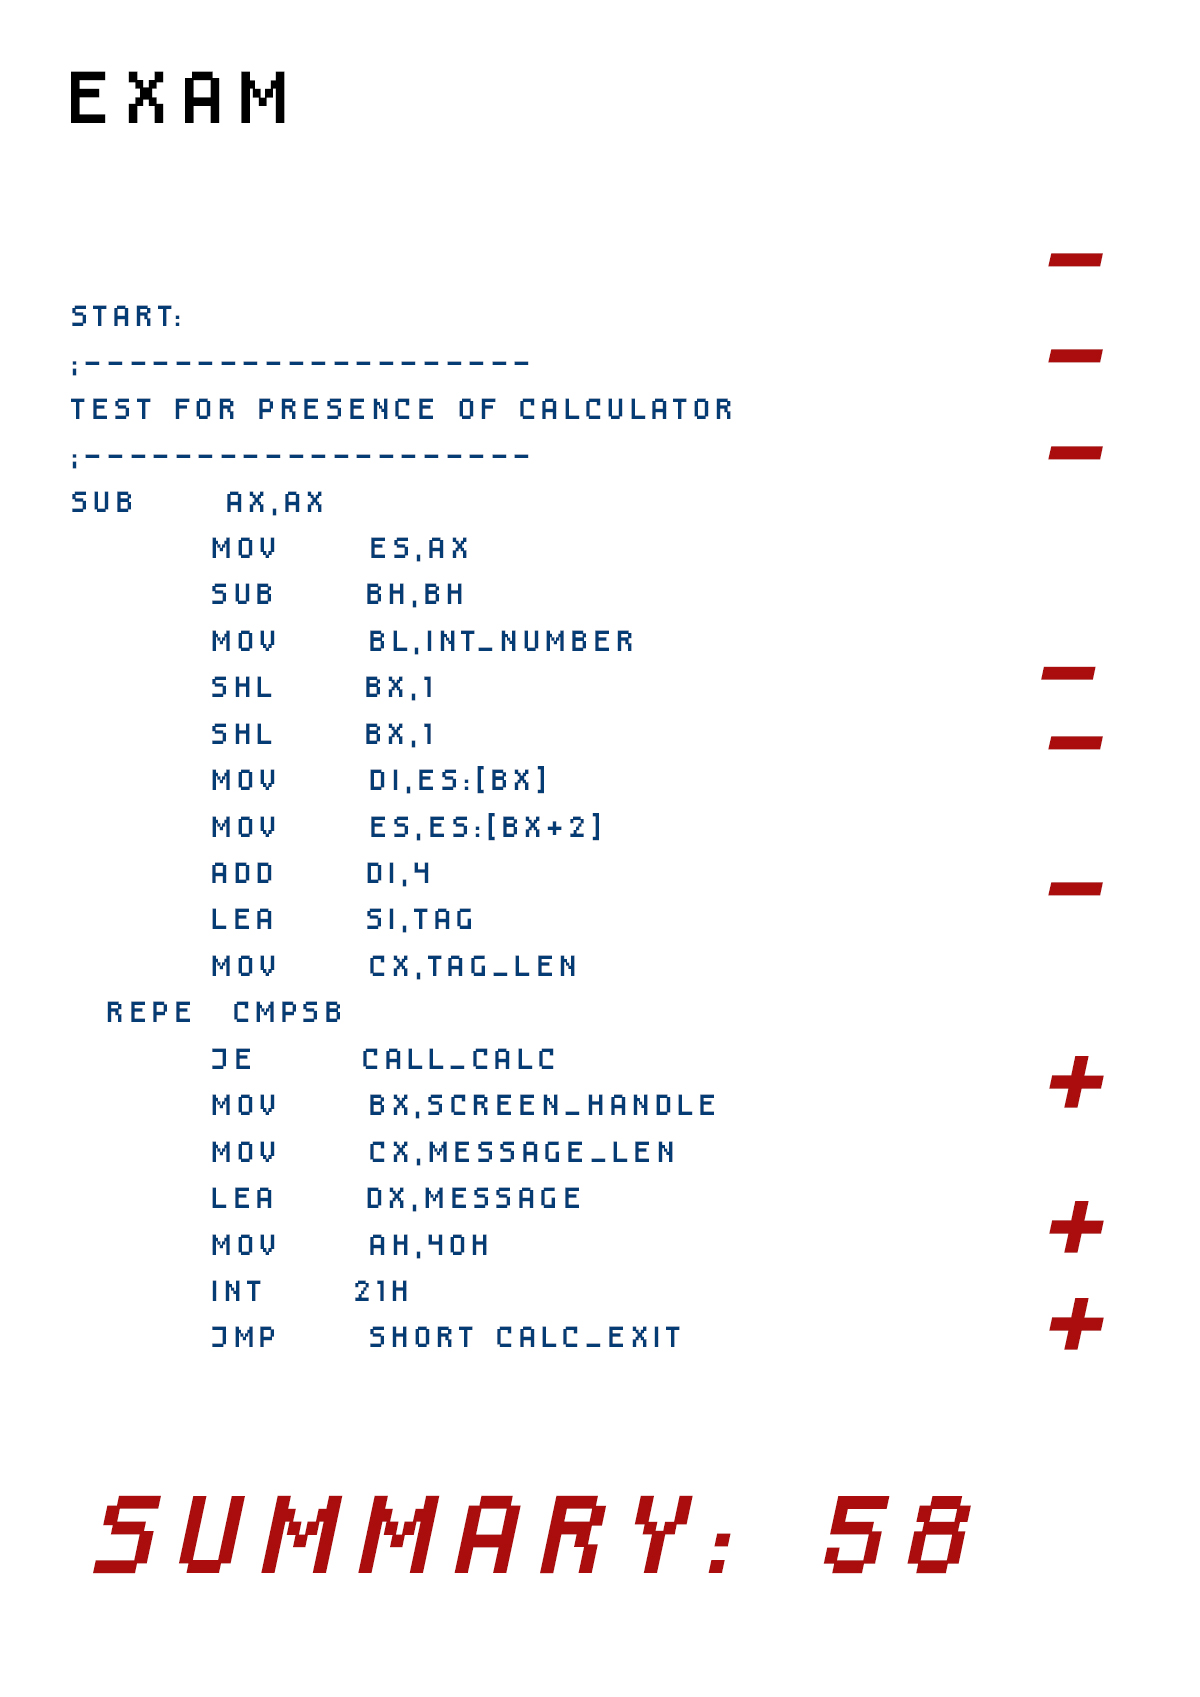 EXAM
–
START:
–
;--------------------
TEST FOR PRESENCE OF CALCULATOR
–
;--------------------
SUB AX,AX
MOV ES,AX
SUB BH,BH
MOV BL,INT_NUMBER
–
SHL BX,1
SHL BX,1
–
MOV DI,ES:[BX]
MOV ES,ES:[BX+2]
ADD DI,4
–
LEA SI,TAG
MOV CX,TAG_LEN
REPE CMPSB
JE CALL_CALC
+
MOV BX,SCREEN_HANDLE
MOV CX,MESSAGE_LEN
LEA DX,MESSAGE
+
MOV AH,40H
INT 21H
+
JMP SHORT CALC_EXIT
SUMMARY: 58